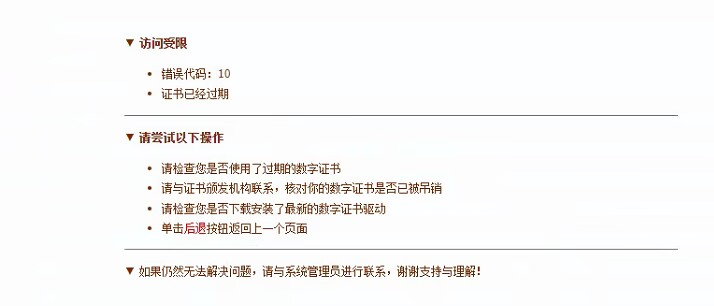 ▼ 访问受限
• 错误代码：10
• 证书已经过期
▼ 请尝试以下操作
• 请检查您是否使用了过期的数字证书
• 请与证书颁发机构联系，核对你的数字证书是否已被吊销
• 请检查您是否下载安装了最新的数字证书驱动
• 单击后退按钮返回上一个页面
▼ 如果仍然无法解决问题，请与系统管理员进行联系，谢谢支持与理解！